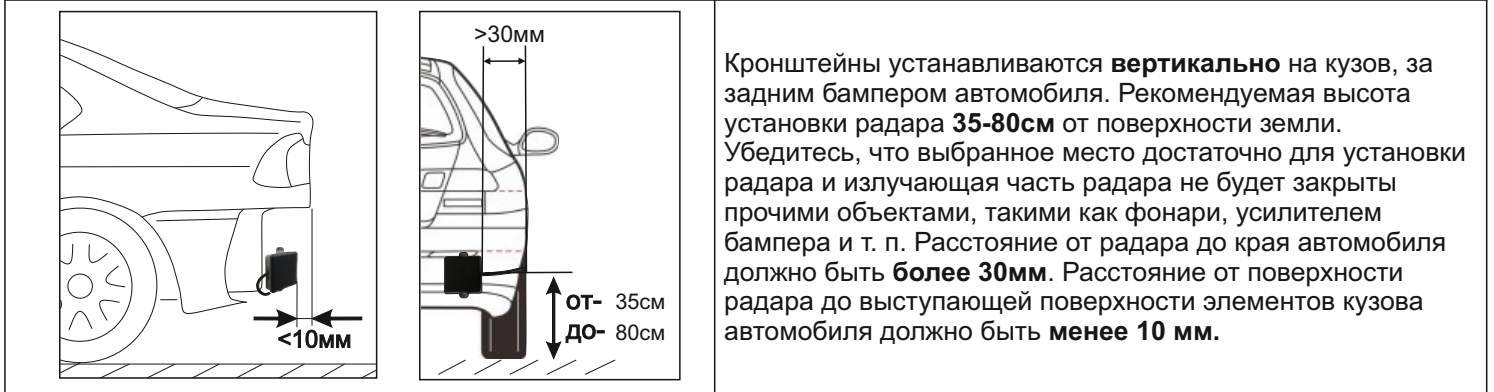 <10мм
>30мм
от- 35см
до- 80см
Кронштейны устанавливаются вертикально на кузов, за
задним бампером автомобиля. Рекомендуемая высота
установки радара 35-80см от поверхности земли.
Убедитесь, что выбранное место достаточно для установки
радара и излучающая часть радара не будет закрыты
прочими объектами, такими как фонари, усилителем
бампера и т. п. Расстояние от радара до края автомобиля
должно быть более 30мм. Расстояние от поверхности
радара до выступающей поверхности элементов кузова
автомобиля должно быть менее 10 мм.